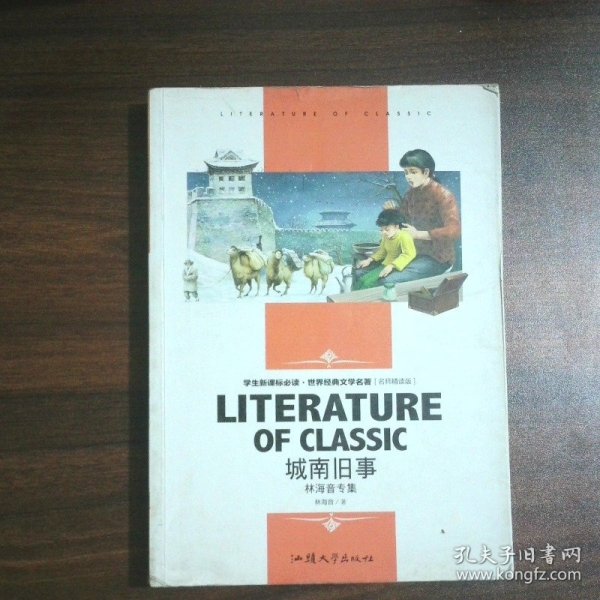 LITERATURE OF CLASSIC
学生新课标必读·世界经典文学名著[名师精读版]
LITERATURE
OF CLASSIC
城南旧事
林海音专集
林海音/著
汕头大学出版社
孔夫子旧书网
www.kongfz.com